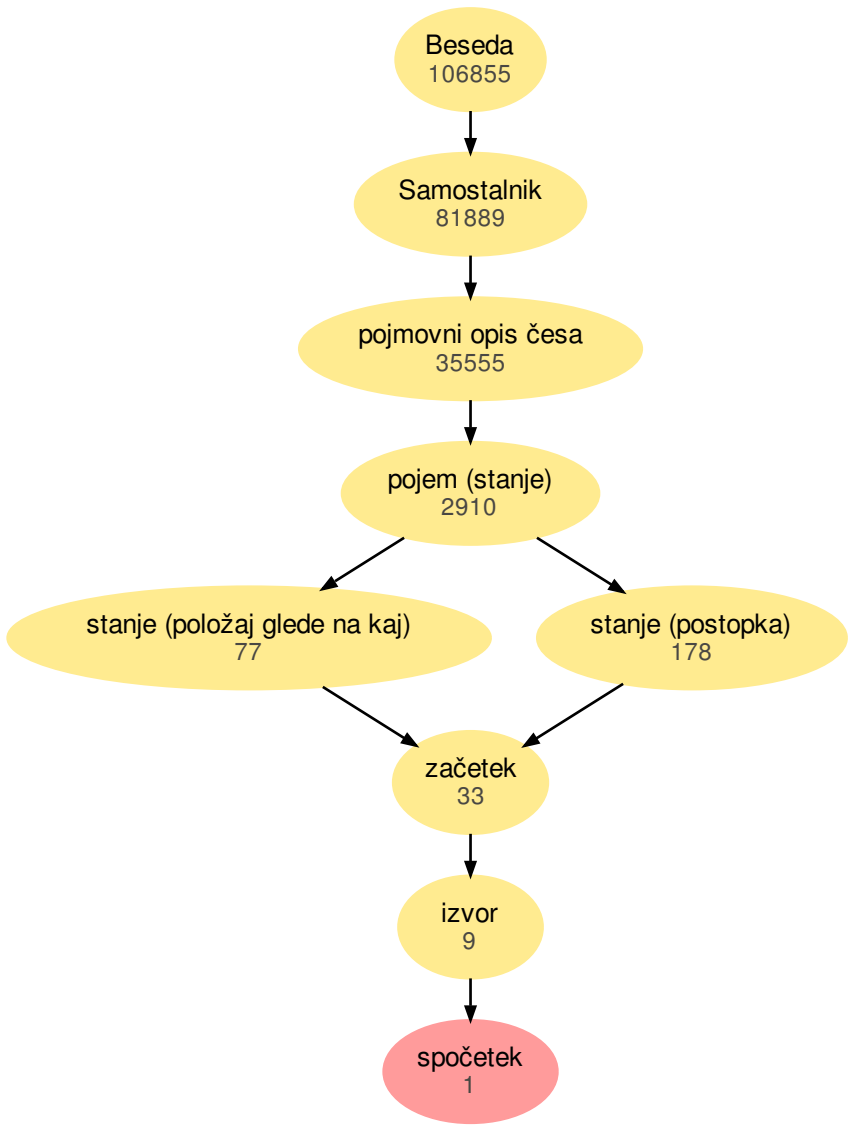 Beseda
106855
Samostalnik
81889
pojmovni opis česa
35555
pojem (stanje)
2910
stanje (položaj glede na kaj)
77
stanje (postopka)
178
začetek
33
izvor
9
spočetek
1